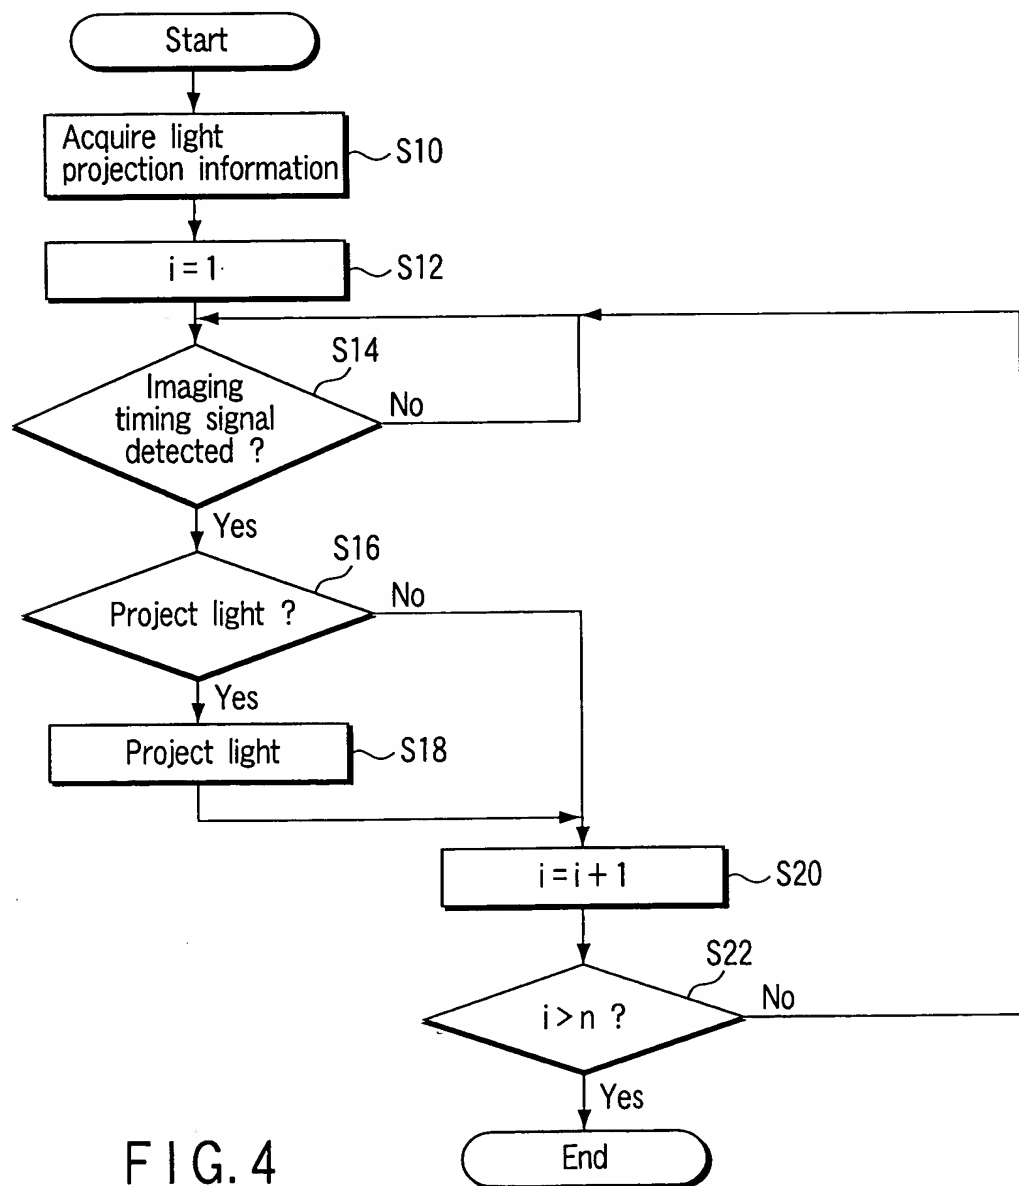 Start
Acquire light
projection information
S10
i = 1
S12
S14
Imaging
timing signal
detected ?
No
Yes
S16
Project light ?
No
Yes
Project light
S18
i = i + 1
S20
S22
i > n ?
No
Yes
End
FIG. 4